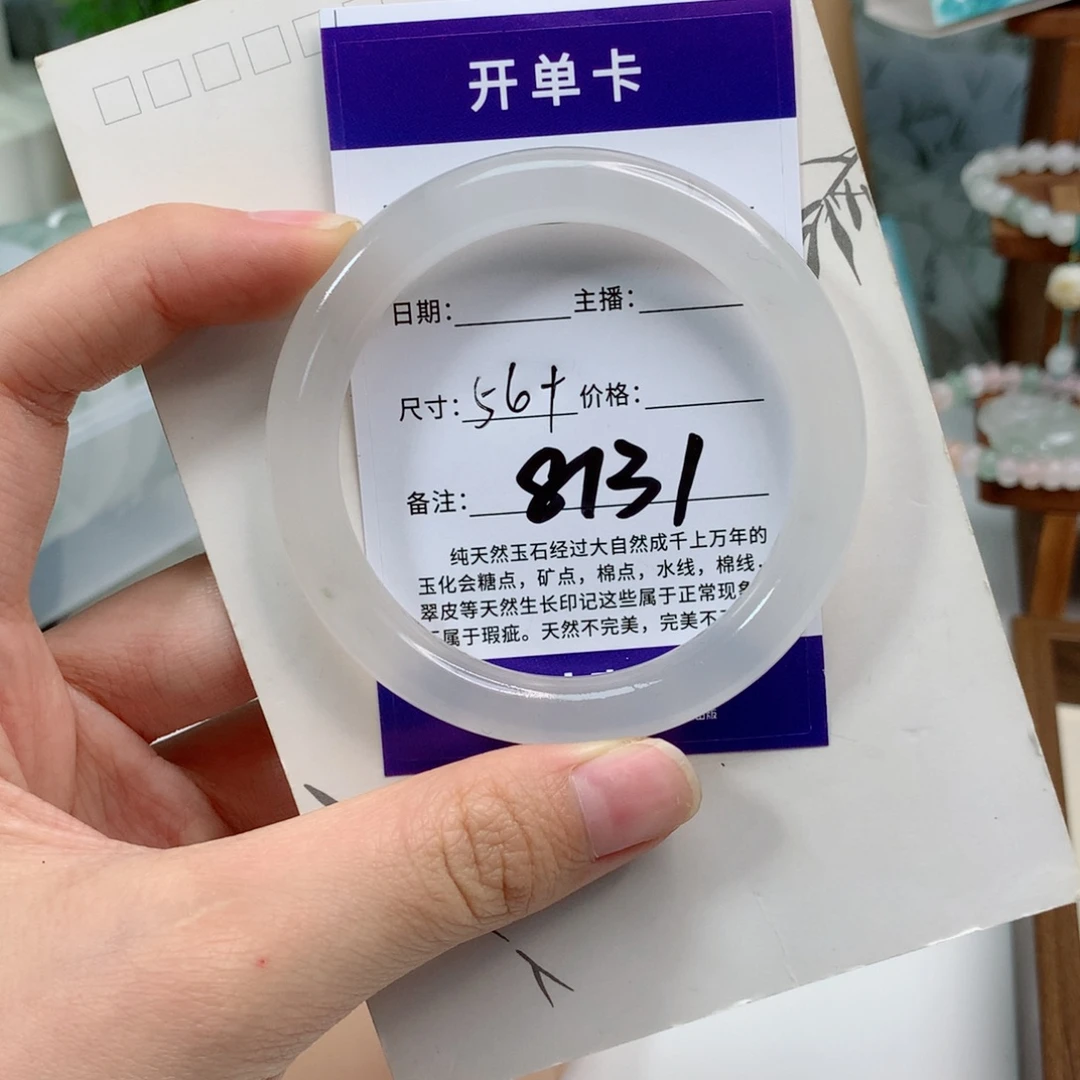 开单卡
日期: 主播:
尺寸: 56+ 价格:
备注: 8131
纯天然玉石经过大自然成千上万年的
玉化会糖点，矿点，棉点，水线，棉线，
翠皮等天然生长印记这些属于正常现象
属于瑕疵。天然不完美，完美不
出版